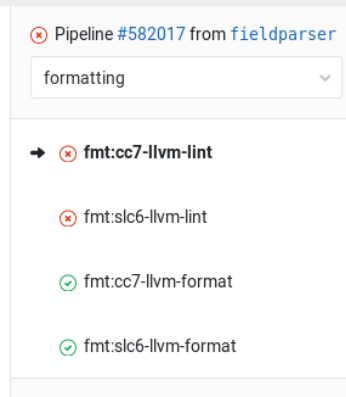 Pipeline #582017 from fieldparser
formatting
fmt:cc7-llvm-lint
fmt:slc6-llvm-lint
fmt:cc7-llvm-format
fmt:slc6-llvm-format